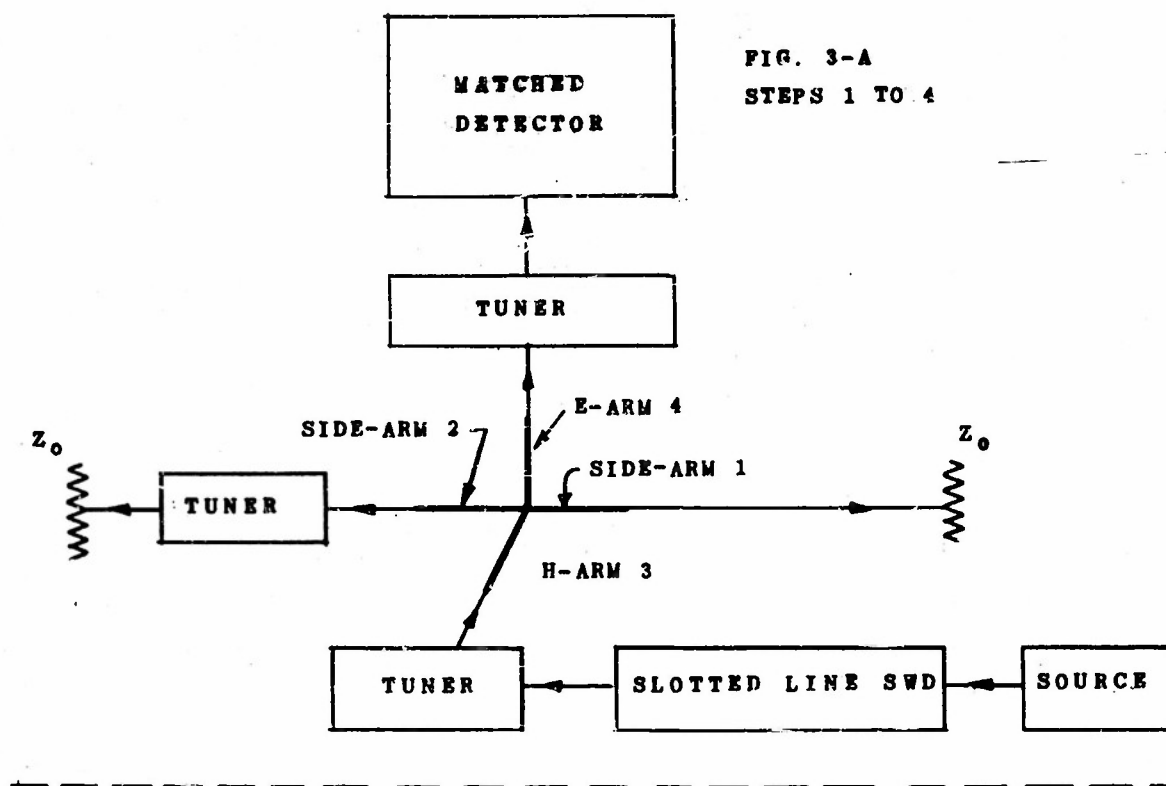 MATCHED
DETECTOR
FIG. 3-A
STEPS 1 TO 4
TUNER
E-ARM 4
SIDE-ARM 2
Z₀
Z₀
SIDE-ARM 1
TUNER
H-ARM 3
TUNER
SLOTTED LINE SWD
SOURCE